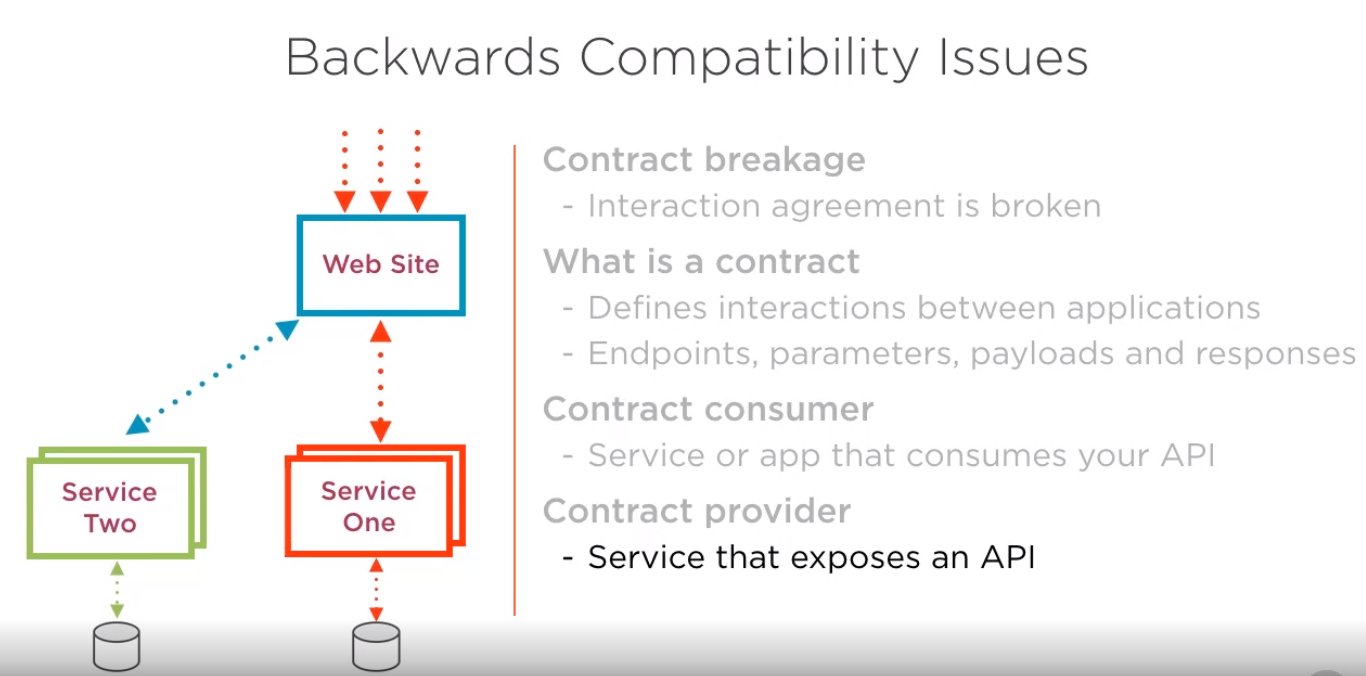 Backwards Compatibility Issues
Web Site
Service
Two
Service
One
Contract breakage
- Interaction agreement is broken
What is a contract
- Defines interactions between applications
- Endpoints, parameters, payloads and responses
Contract consumer
- Service or app that consumes your API
Contract provider
- Service that exposes an API